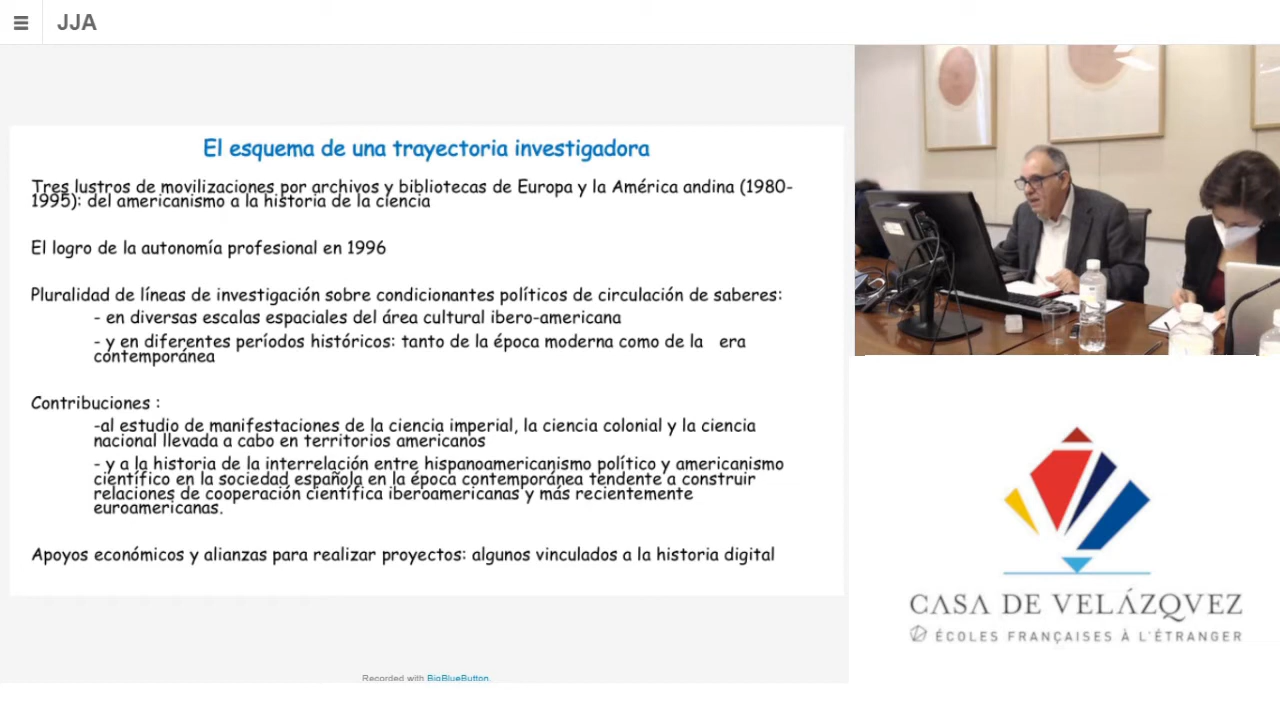 JJA
El esquema de una trayectoria investigadora
Tres lustros de movilizaciones por archivos y bibliotecas de Europa y la América andina (1980-
1995): del americanismo a la historia de la ciencia
El logro de la autonomía profesional en 1996
Pluralidad de líneas de investigación sobre condicionantes políticos de circulación de saberes:
- en diversas escalas espaciales del área cultural ibero-americana
- y en diferentes períodos históricos: tanto de la época moderna como de la era
contemporánea
Contribuciones :
-al estudio de manifestaciones de la ciencia imperial, la ciencia colonial y la ciencia
nacional llevada a cabo en territorios americanos
- y a la historia de la interrelación entre hispanoamericanismo político y americanismo
científico en la sociedad española en la época contemporánea tendente a construir
relaciones de cooperación científica iberoamericanas y más recientemente
euroamericanas.
Apoyos económicos y alianzas para realizar proyectos: algunos vinculados a la historia digital
CASA DE VELÁZQVEZ
ÉCOLES FRANÇAISES À L'ÉTRANGER
Recorded with BigBlueButton.